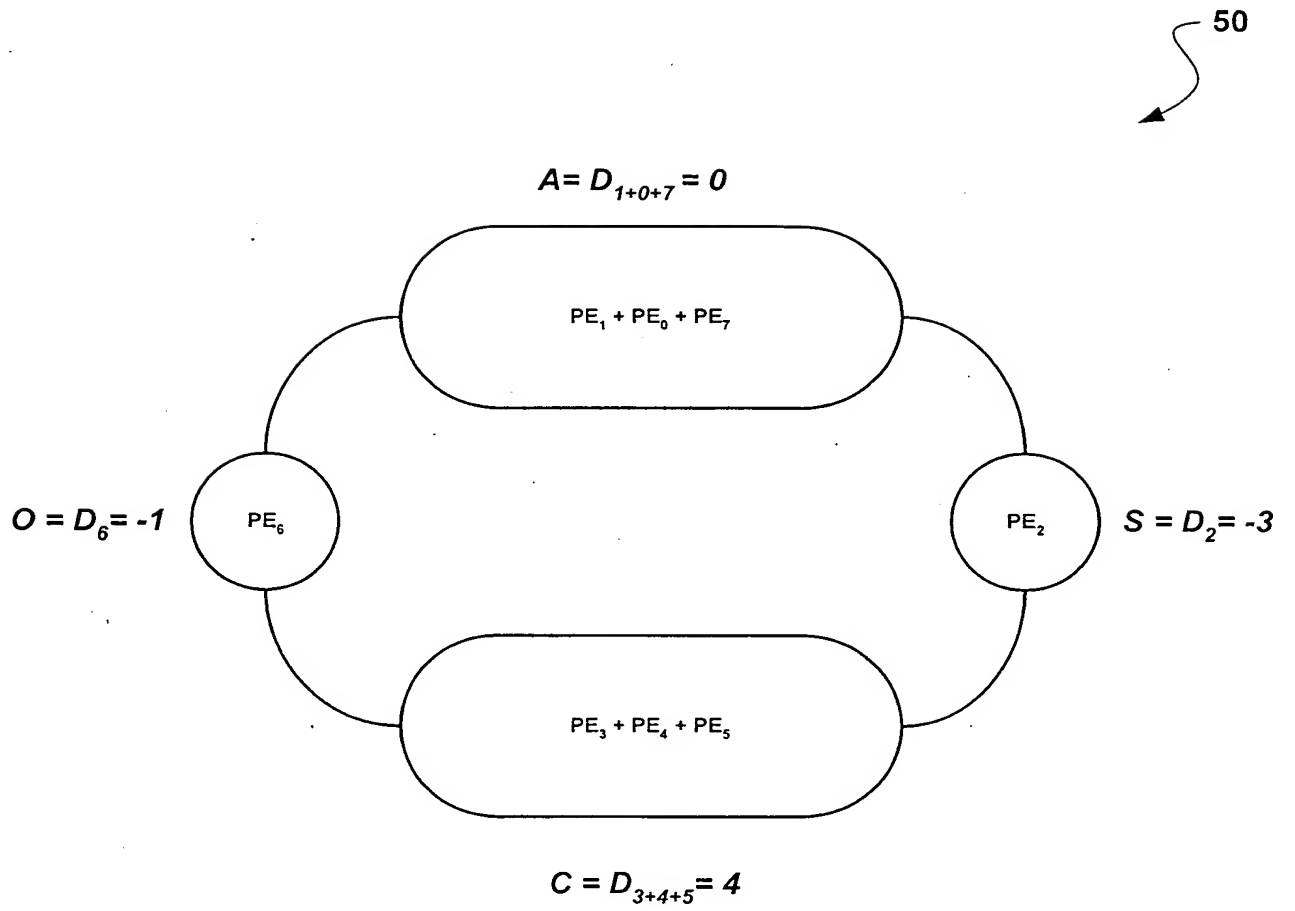 50
A= D₁₊₀₊₇ = 0
PE₁ + PE₀ + PE₇
O = D₆= -1
PE₆
PE₂
S = D₂= -3
PE₃ + PE₄ + PE₅
C = D₃₊₄₊₅= 4